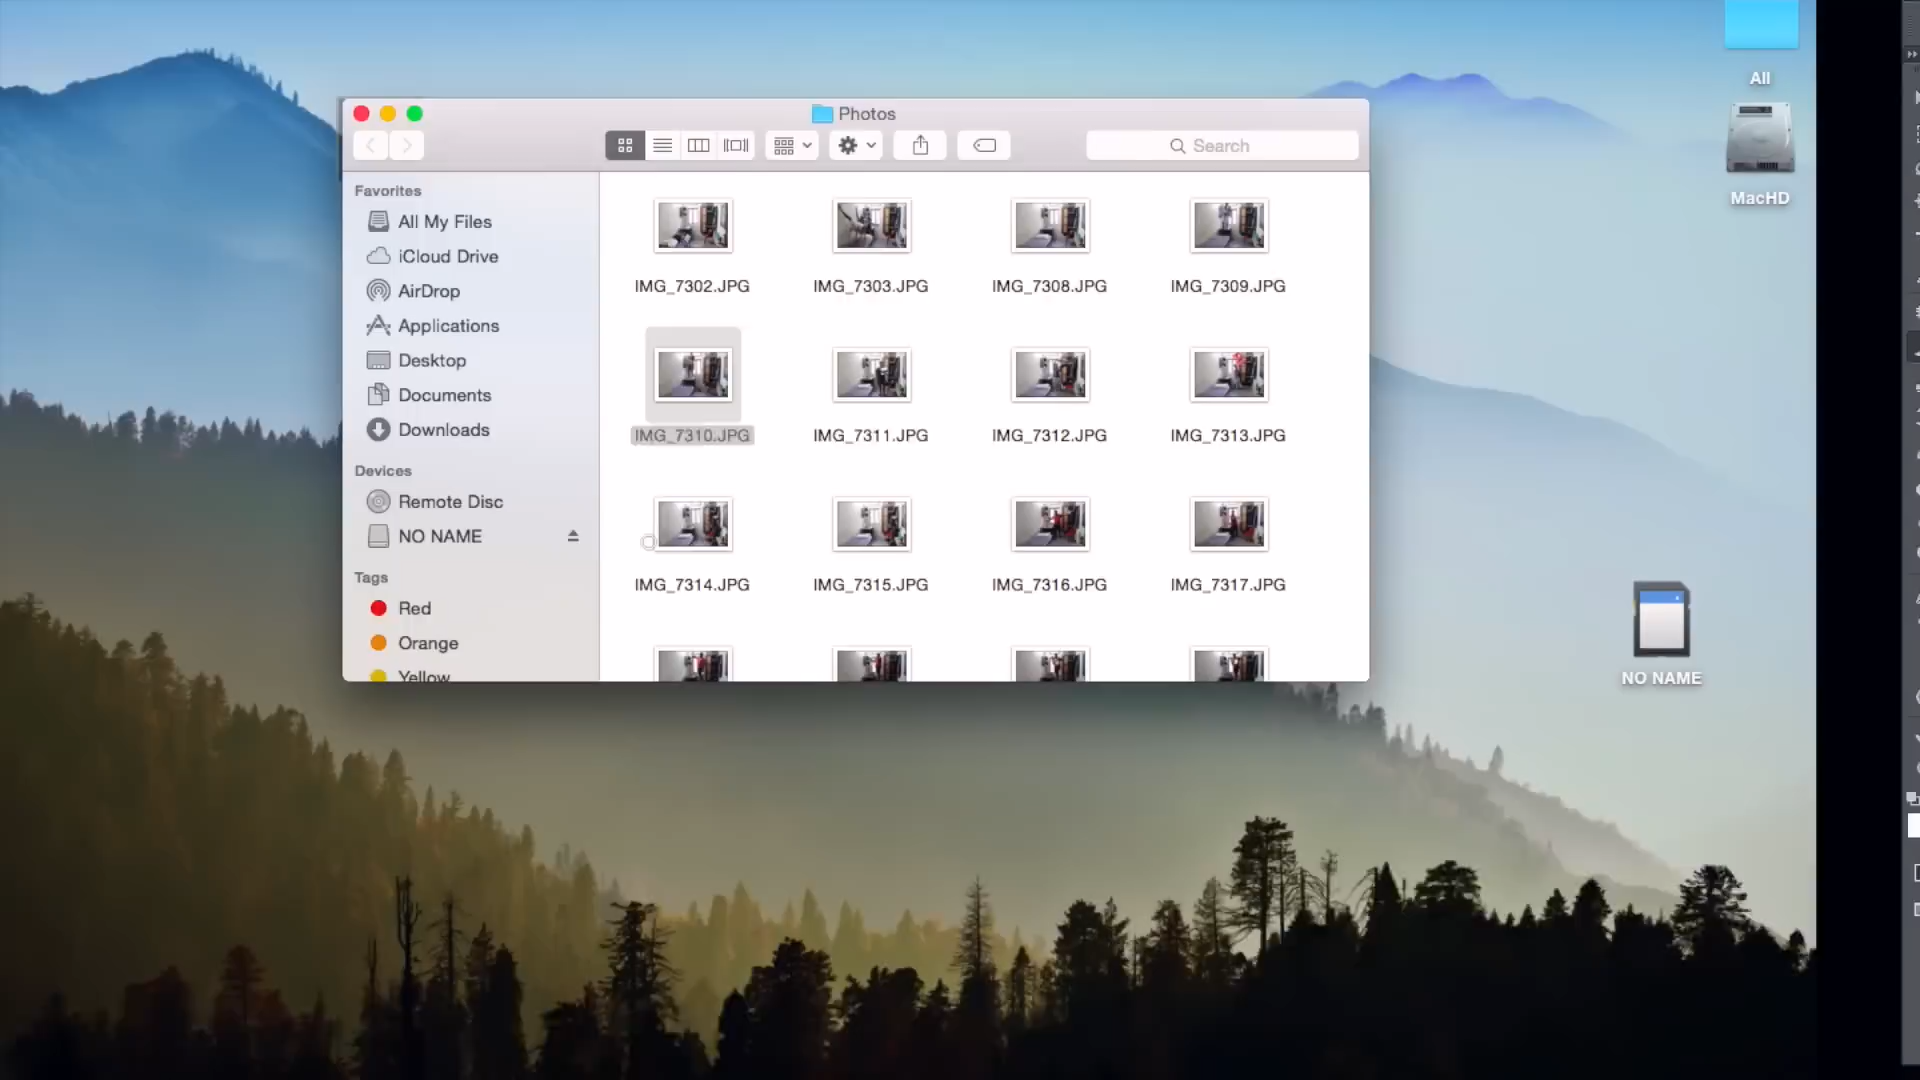 All
MacHD
Photos
Search
Favorites
All My Files
iCloud Drive
AirDrop
Applications
Desktop
Documents
Downloads
Devices
Remote Disc
NO NAME
Tags
Red
Orange
Yellow
IMG_7302.JPG IMG_7303.JPG IMG_7308.JPG IMG_7309.JPG
IMG_7310.JPG IMG_7311.JPG IMG_7312.JPG IMG_7313.JPG
IMG_7314.JPG IMG_7315.JPG IMG_7316.JPG IMG_7317.JPG
NO NAME